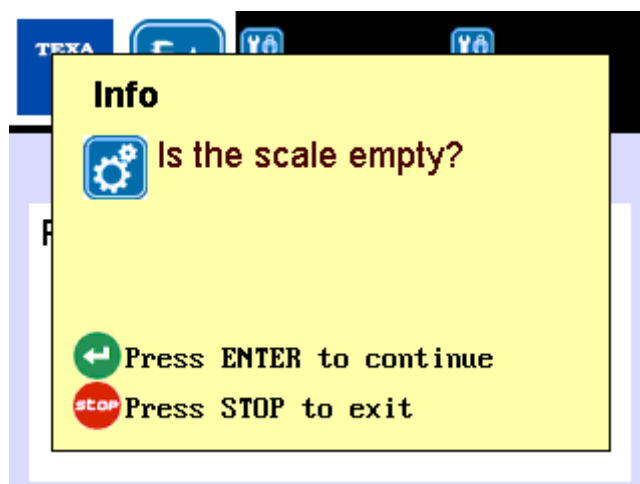 TEXA
Info
Is the scale empty?
Press ENTER to continue
stop
Press STOP to exit